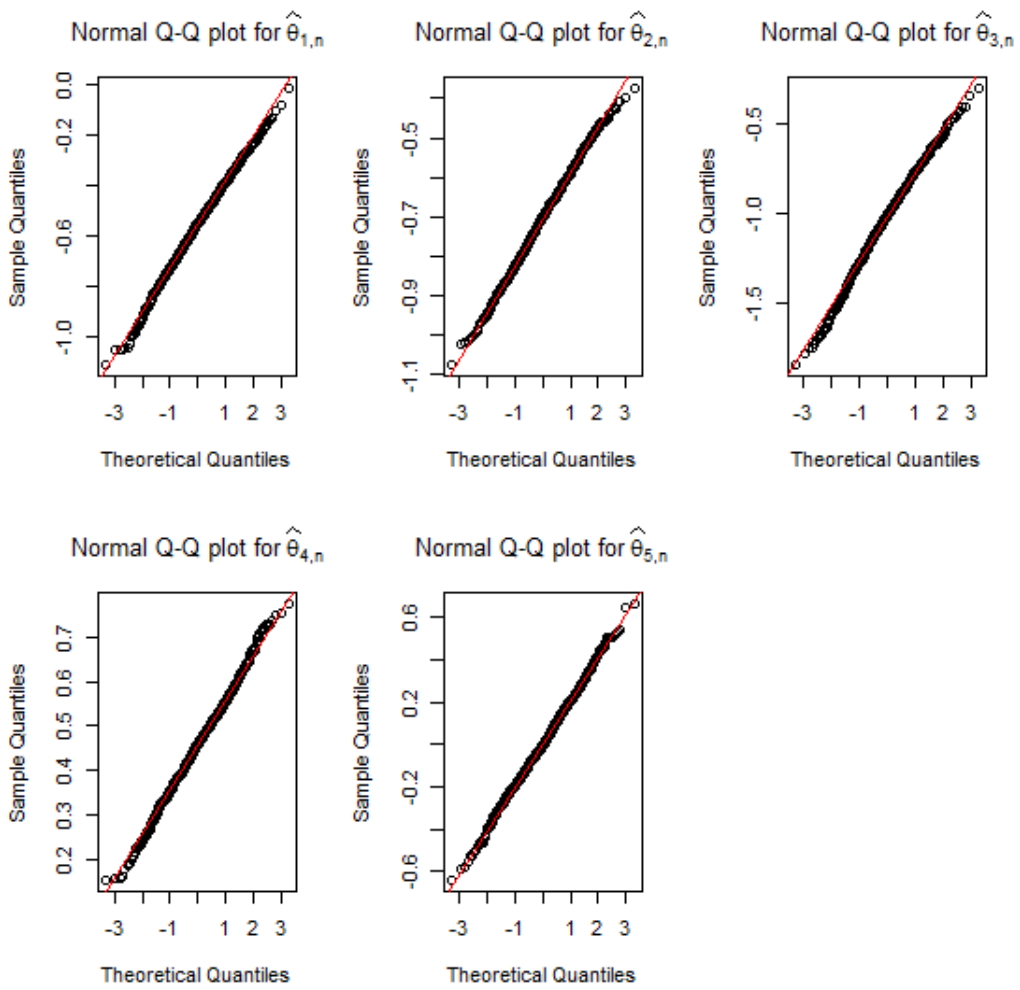 Normal Q-Q plot for θ̂1,n
Normal Q-Q plot for θ̂2,n
Normal Q-Q plot for θ̂3,n
Sample Quantiles
0.0
-0.2
-0.6
-1.0
-3 -1 1 2 3
Theoretical Quantiles
Sample Quantiles
-0.5
-0.7
-0.9
-1.1
-3 -1 1 2 3
Theoretical Quantiles
Sample Quantiles
-0.5
-1.0
-1.5
-3 -1 1 2 3
Theoretical Quantiles
Normal Q-Q plot for θ̂4,n
Normal Q-Q plot for θ̂5,n
Sample Quantiles
0.7
0.6
0.5
0.4
0.3
0.2
-3 -1 1 2 3
Theoretical Quantiles
Sample Quantiles
0.6
0.2
-0.2
-0.6
-3 -1 1 2 3
Theoretical Quantiles